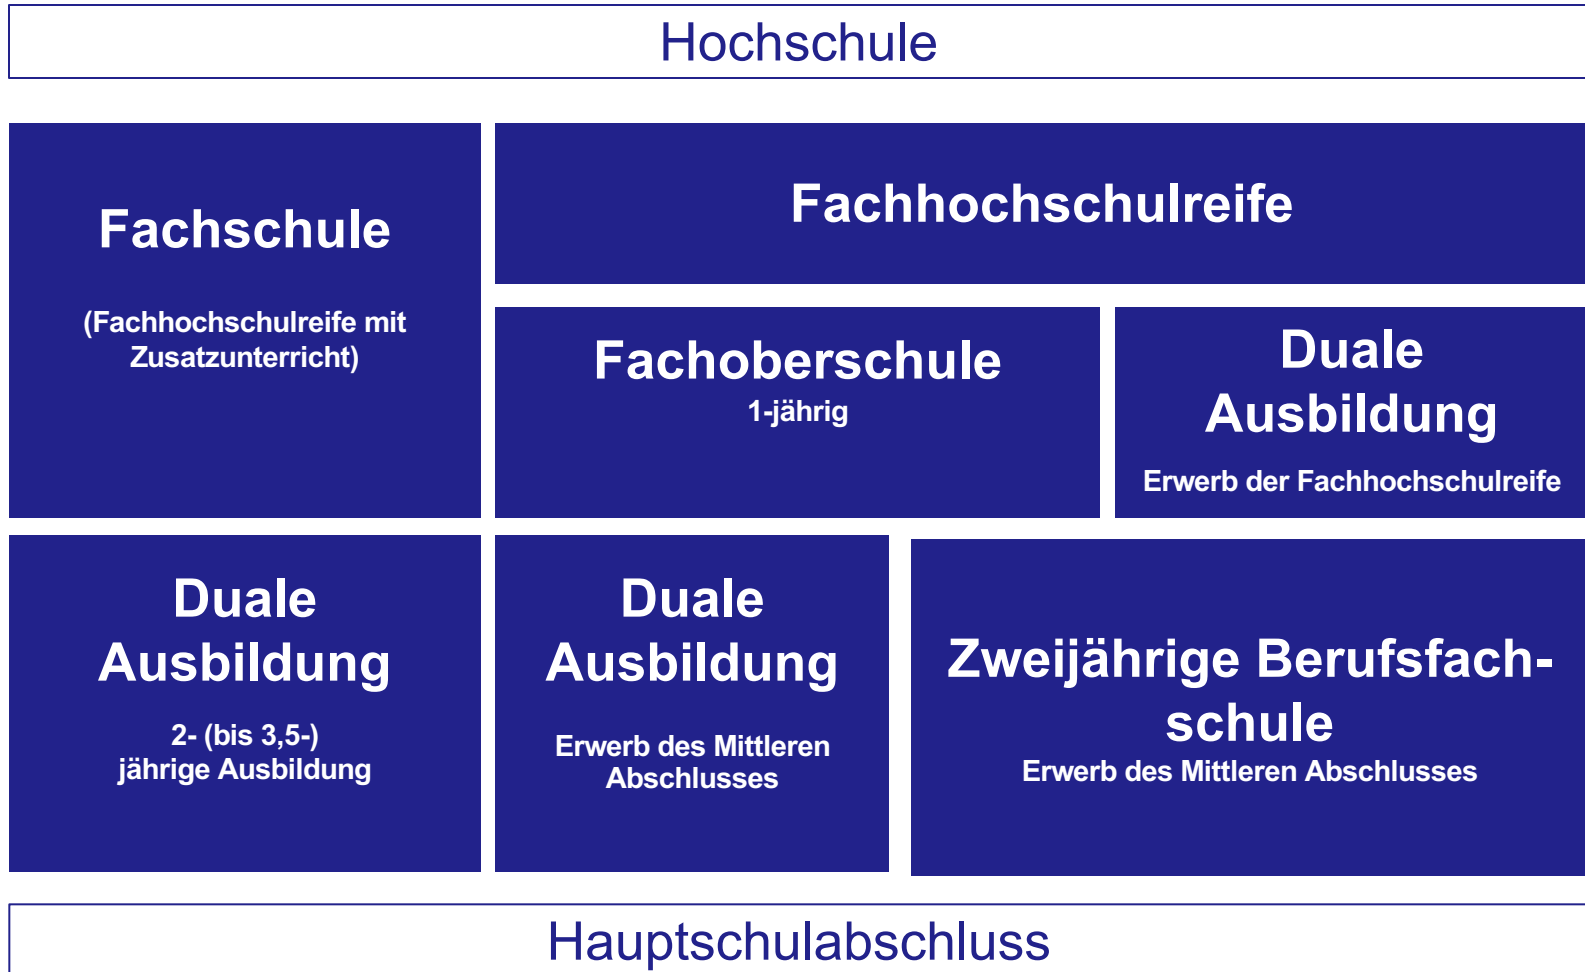 Hochschule
Fachschule
(Fachhochschulreife mit
Zusatzunterricht)
Fachhochschulreife
Fachoberschule
1-jährig
Duale
Ausbildung
Erwerb der Fachhochschulreife
Duale
Ausbildung
2- (bis 3,5-)
jährige Ausbildung
Duale
Ausbildung
Erwerb des Mittleren
Abschlusses
Zweijährige Berufsfach-
schule
Erwerb des Mittleren Abschlusses
Hauptschulabschluss